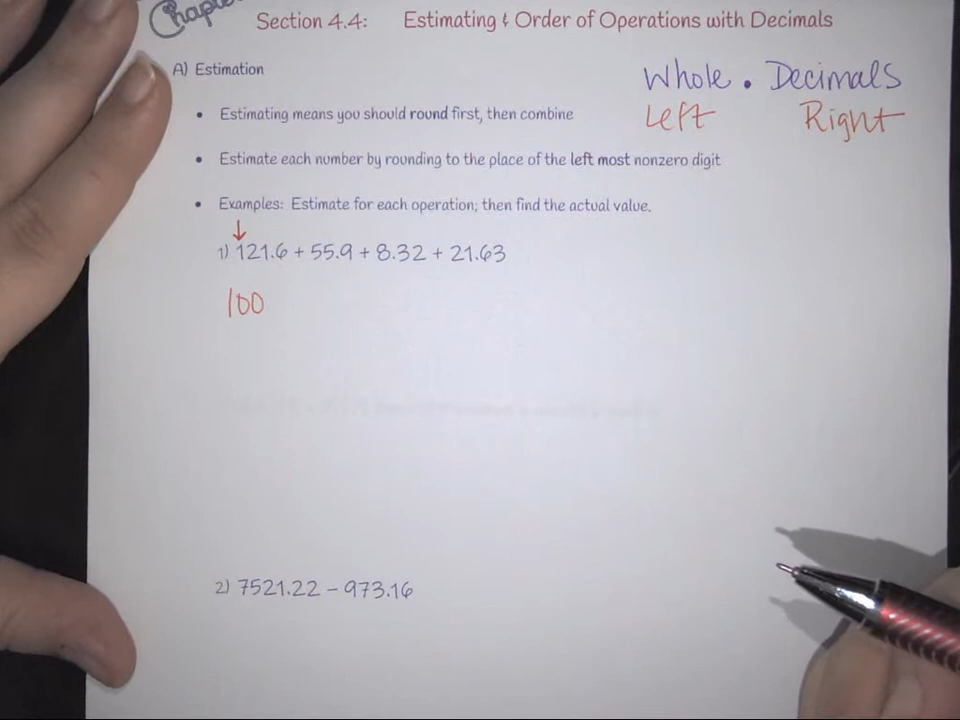 Section 4.4: Estimating & Order of Operations with Decimals
A) Estimation
Whole . Decimals
Left Right
• Estimating means you should round first, then combine
• Estimate each number by rounding to the place of the left most nonzero digit
• Examples: Estimate for each operation; then find the actual value.
↓
1) 121.6 + 55.9 + 8.32 + 21.63
100
2) 7521.22 – 973.16